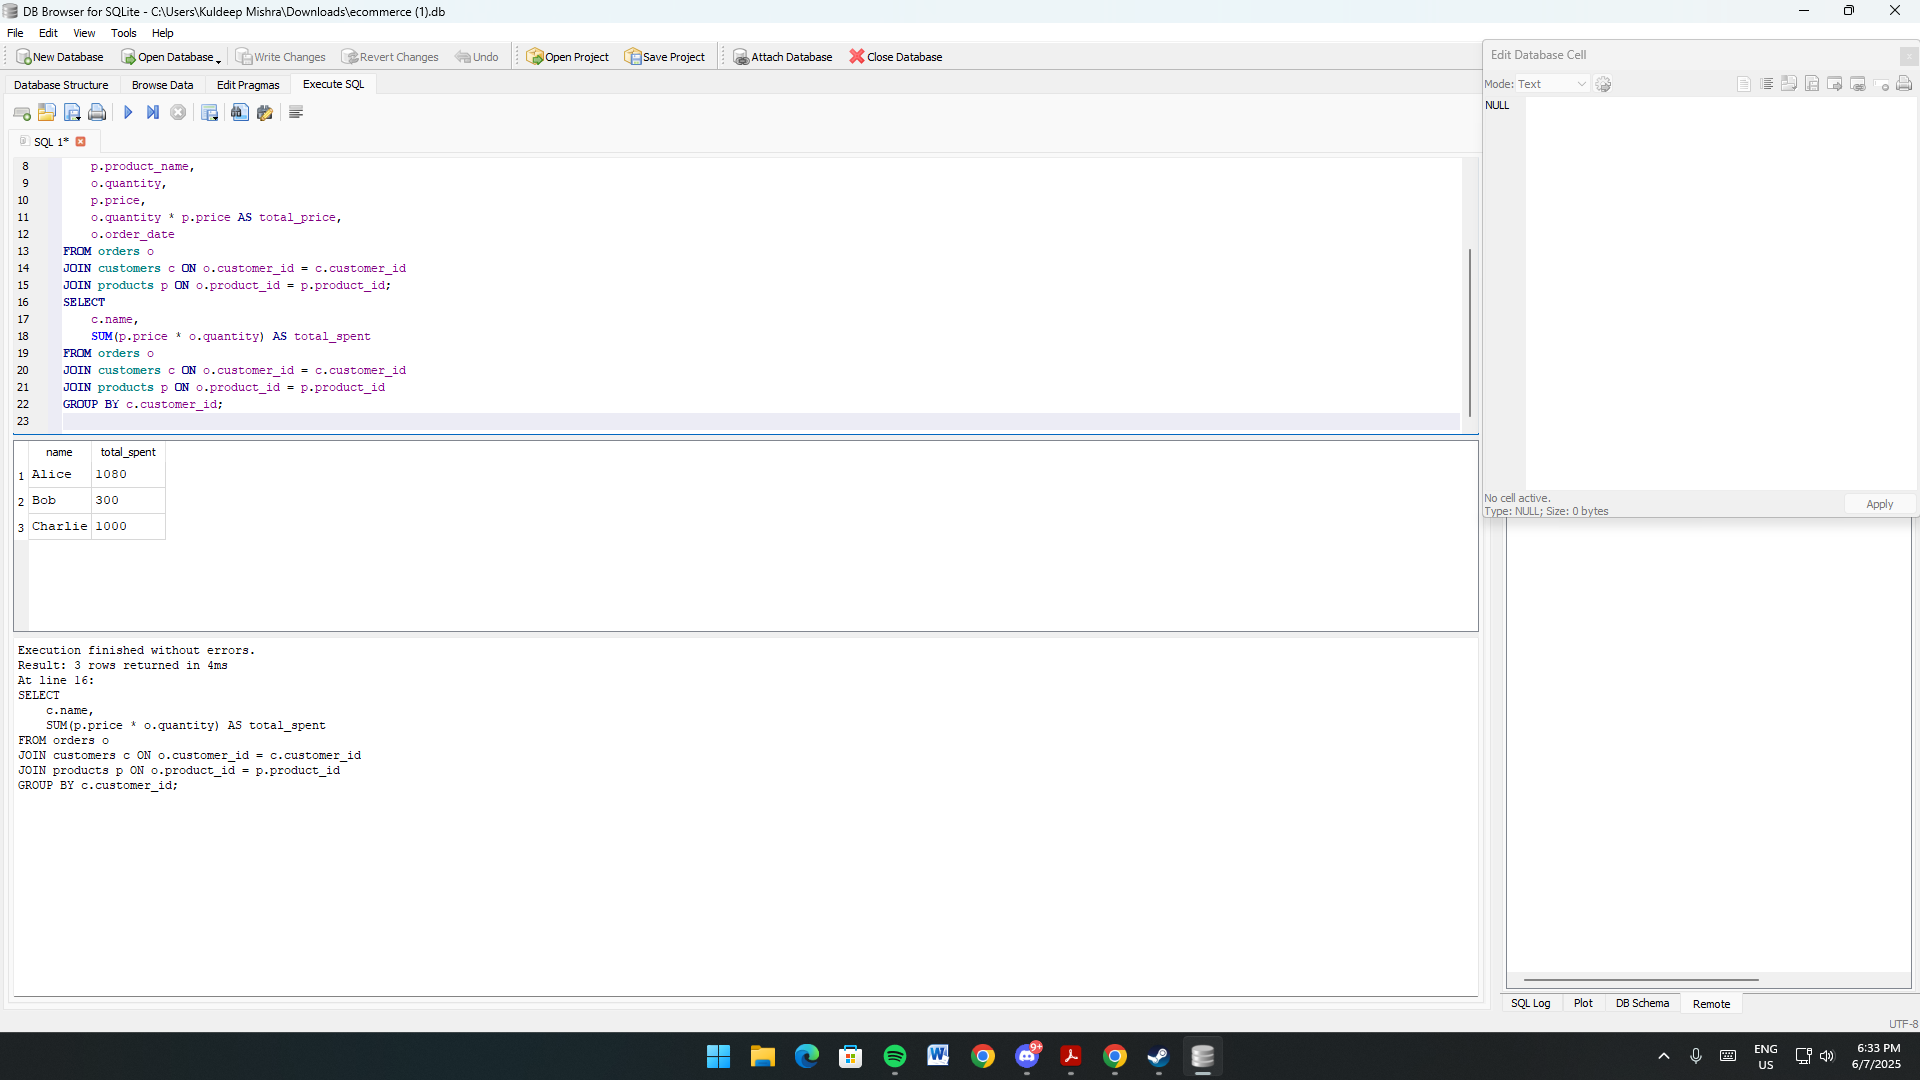 DB Browser for SQLite - C:\Users\Kuldeep Mishra\Downloads\ecommerce (1).db
File Edit View Tools Help
New Database Open Database Write Changes Revert Changes Undo Open Project Save Project Attach Database Close Database
Database Structure Browse Data Edit Pragmas Execute SQL
SQL 1*
8 p.product_name,
9 o.quantity,
10 p.price,
11 o.quantity * p.price AS total_price,
12 o.order_date
13 FROM orders o
14 JOIN customers c ON o.customer_id = c.customer_id
15 JOIN products p ON o.product_id = p.product_id;
16 SELECT
17 c.name,
18 SUM(p.price * o.quantity) AS total_spent
19 FROM orders o
20 JOIN customers c ON o.customer_id = c.customer_id
21 JOIN products p ON o.product_id = p.product_id
22 GROUP BY c.customer_id;
23
name total_spent
1 Alice 1080
2 Bob 300
3 Charlie 1000
Execution finished without errors.
Result: 3 rows returned in 4ms
At line 16:
SELECT
c.name,
SUM(p.price * o.quantity) AS total_spent
FROM orders o
JOIN customers c ON o.customer_id = c.customer_id
JOIN products p ON o.product_id = p.product_id
GROUP BY c.customer_id;
Edit Database Cell
Mode: Text
NULL
No cell active.
Type: NULL; Size: 0 bytes
Apply
SQL Log Plot DB Schema Remote
UTF-8
9+
ENG
US
6:33 PM
6/7/2025